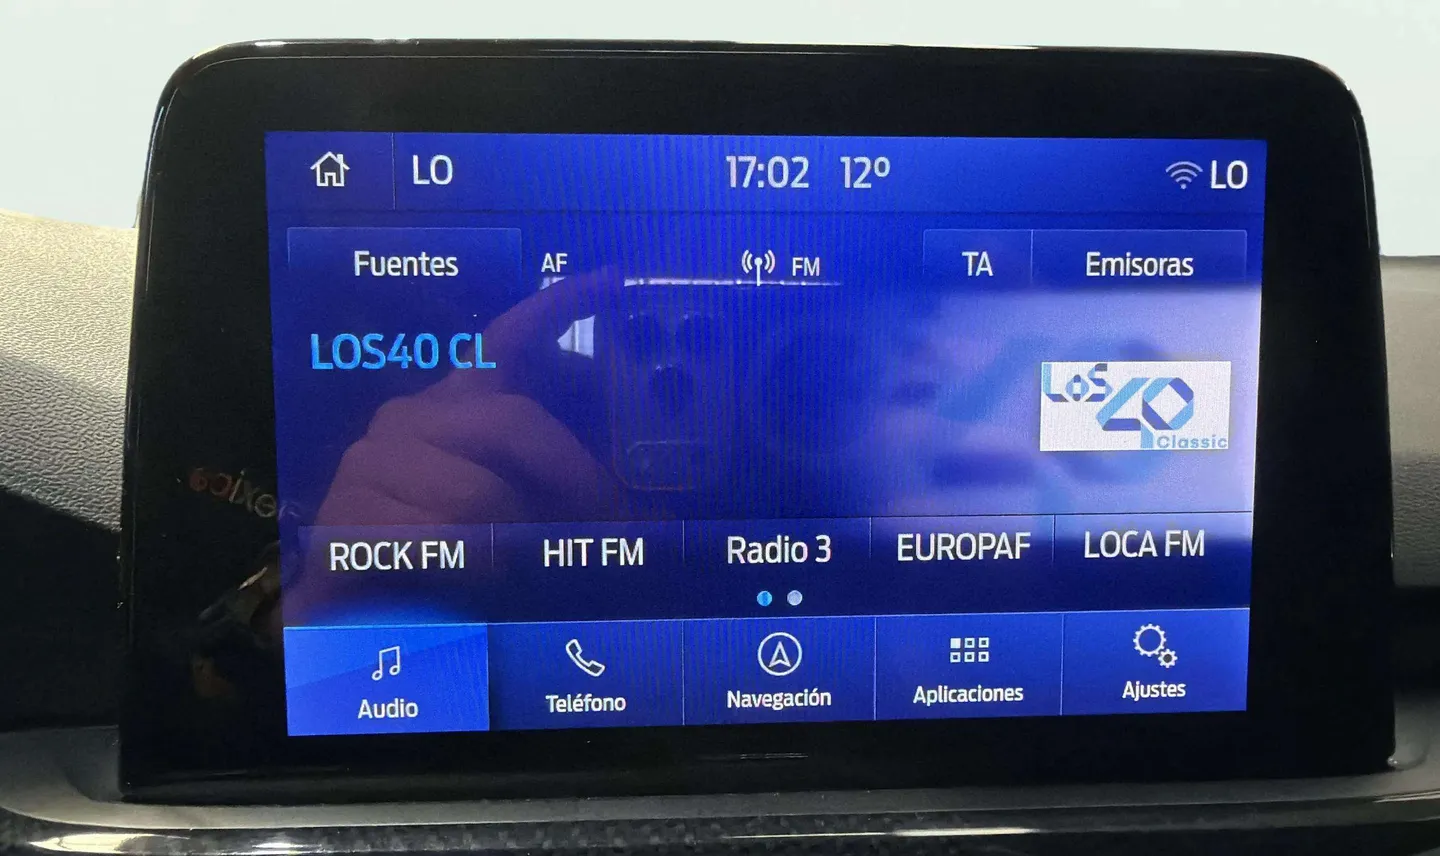 LO 17:02 12º LO
Fuentes AF FM TA Emisoras
LOS40 CL
LOS 40 Classic
ROCK FM HIT FM Radio 3 EUROPAF LOCA FM
Audio Teléfono Navegación Aplicaciones Ajustes